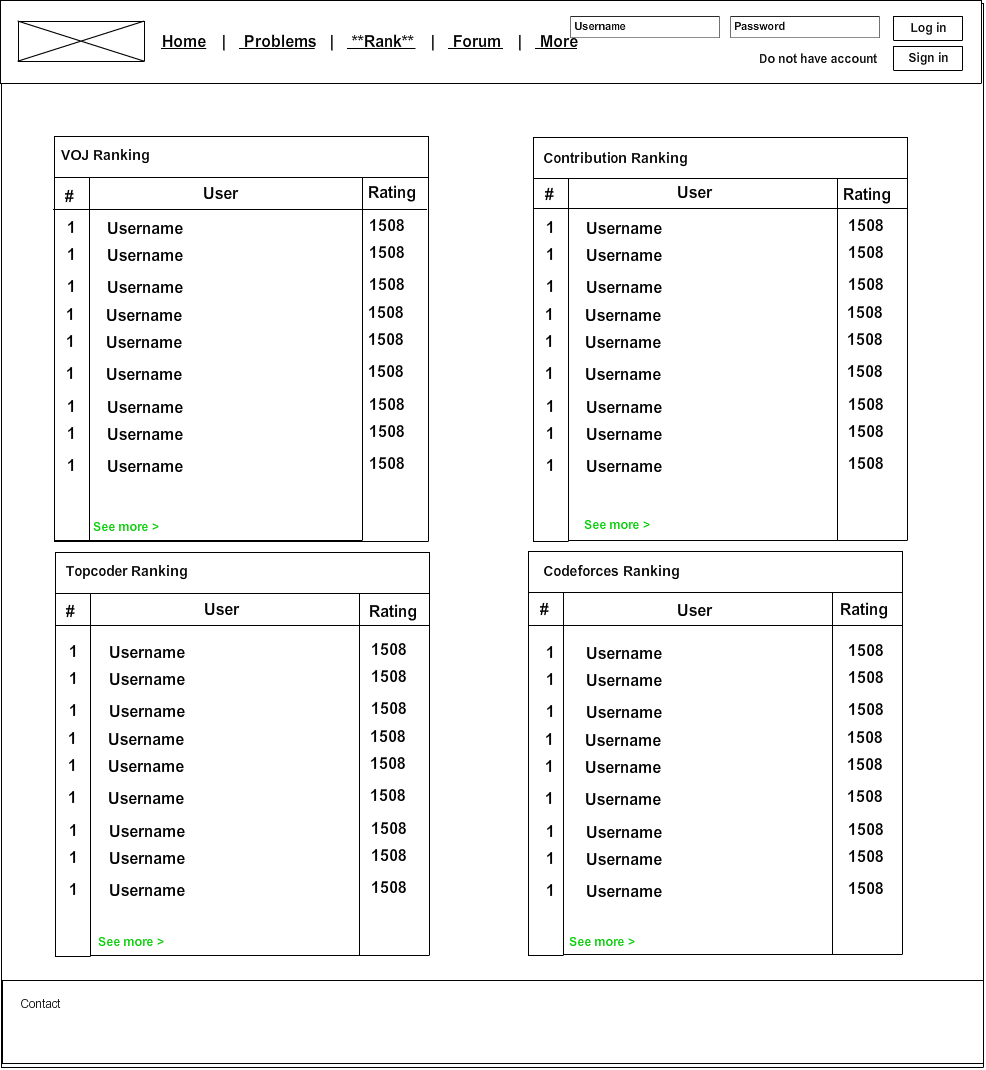 Home | Problems | **Rank** | Forum | More
Username
Password
Log in
Do not have account
Sign in
VOJ Ranking
# User Rating
1 Username 1508
1 Username 1508
1 Username 1508
1 Username 1508
1 Username 1508
1 Username 1508
1 Username 1508
1 Username 1508
1 Username 1508
See more >
Contribution Ranking
# User Rating
1 Username 1508
1 Username 1508
1 Username 1508
1 Username 1508
1 Username 1508
1 Username 1508
1 Username 1508
1 Username 1508
1 Username 1508
See more >
Topcoder Ranking
# User Rating
1 Username 1508
1 Username 1508
1 Username 1508
1 Username 1508
1 Username 1508
1 Username 1508
1 Username 1508
1 Username 1508
1 Username 1508
See more >
Codeforces Ranking
# User Rating
1 Username 1508
1 Username 1508
1 Username 1508
1 Username 1508
1 Username 1508
1 Username 1508
1 Username 1508
1 Username 1508
1 Username 1508
See more >
Contact